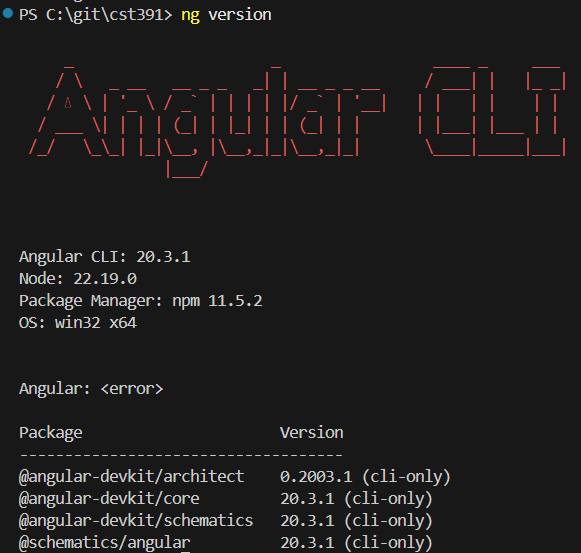 PS C:\git\cst391> ng version
Angular CLI
Angular CLI: 20.3.1
Node: 22.19.0
Package Manager: npm 11.5.2
OS: win32 x64
Angular: <error>
Package Version
------------------------------------
@angular-devkit/architect 0.2003.1 (cli-only)
@angular-devkit/core 20.3.1 (cli-only)
@angular-devkit/schematics 20.3.1 (cli-only)
@schematics/angular 20.3.1 (cli-only)